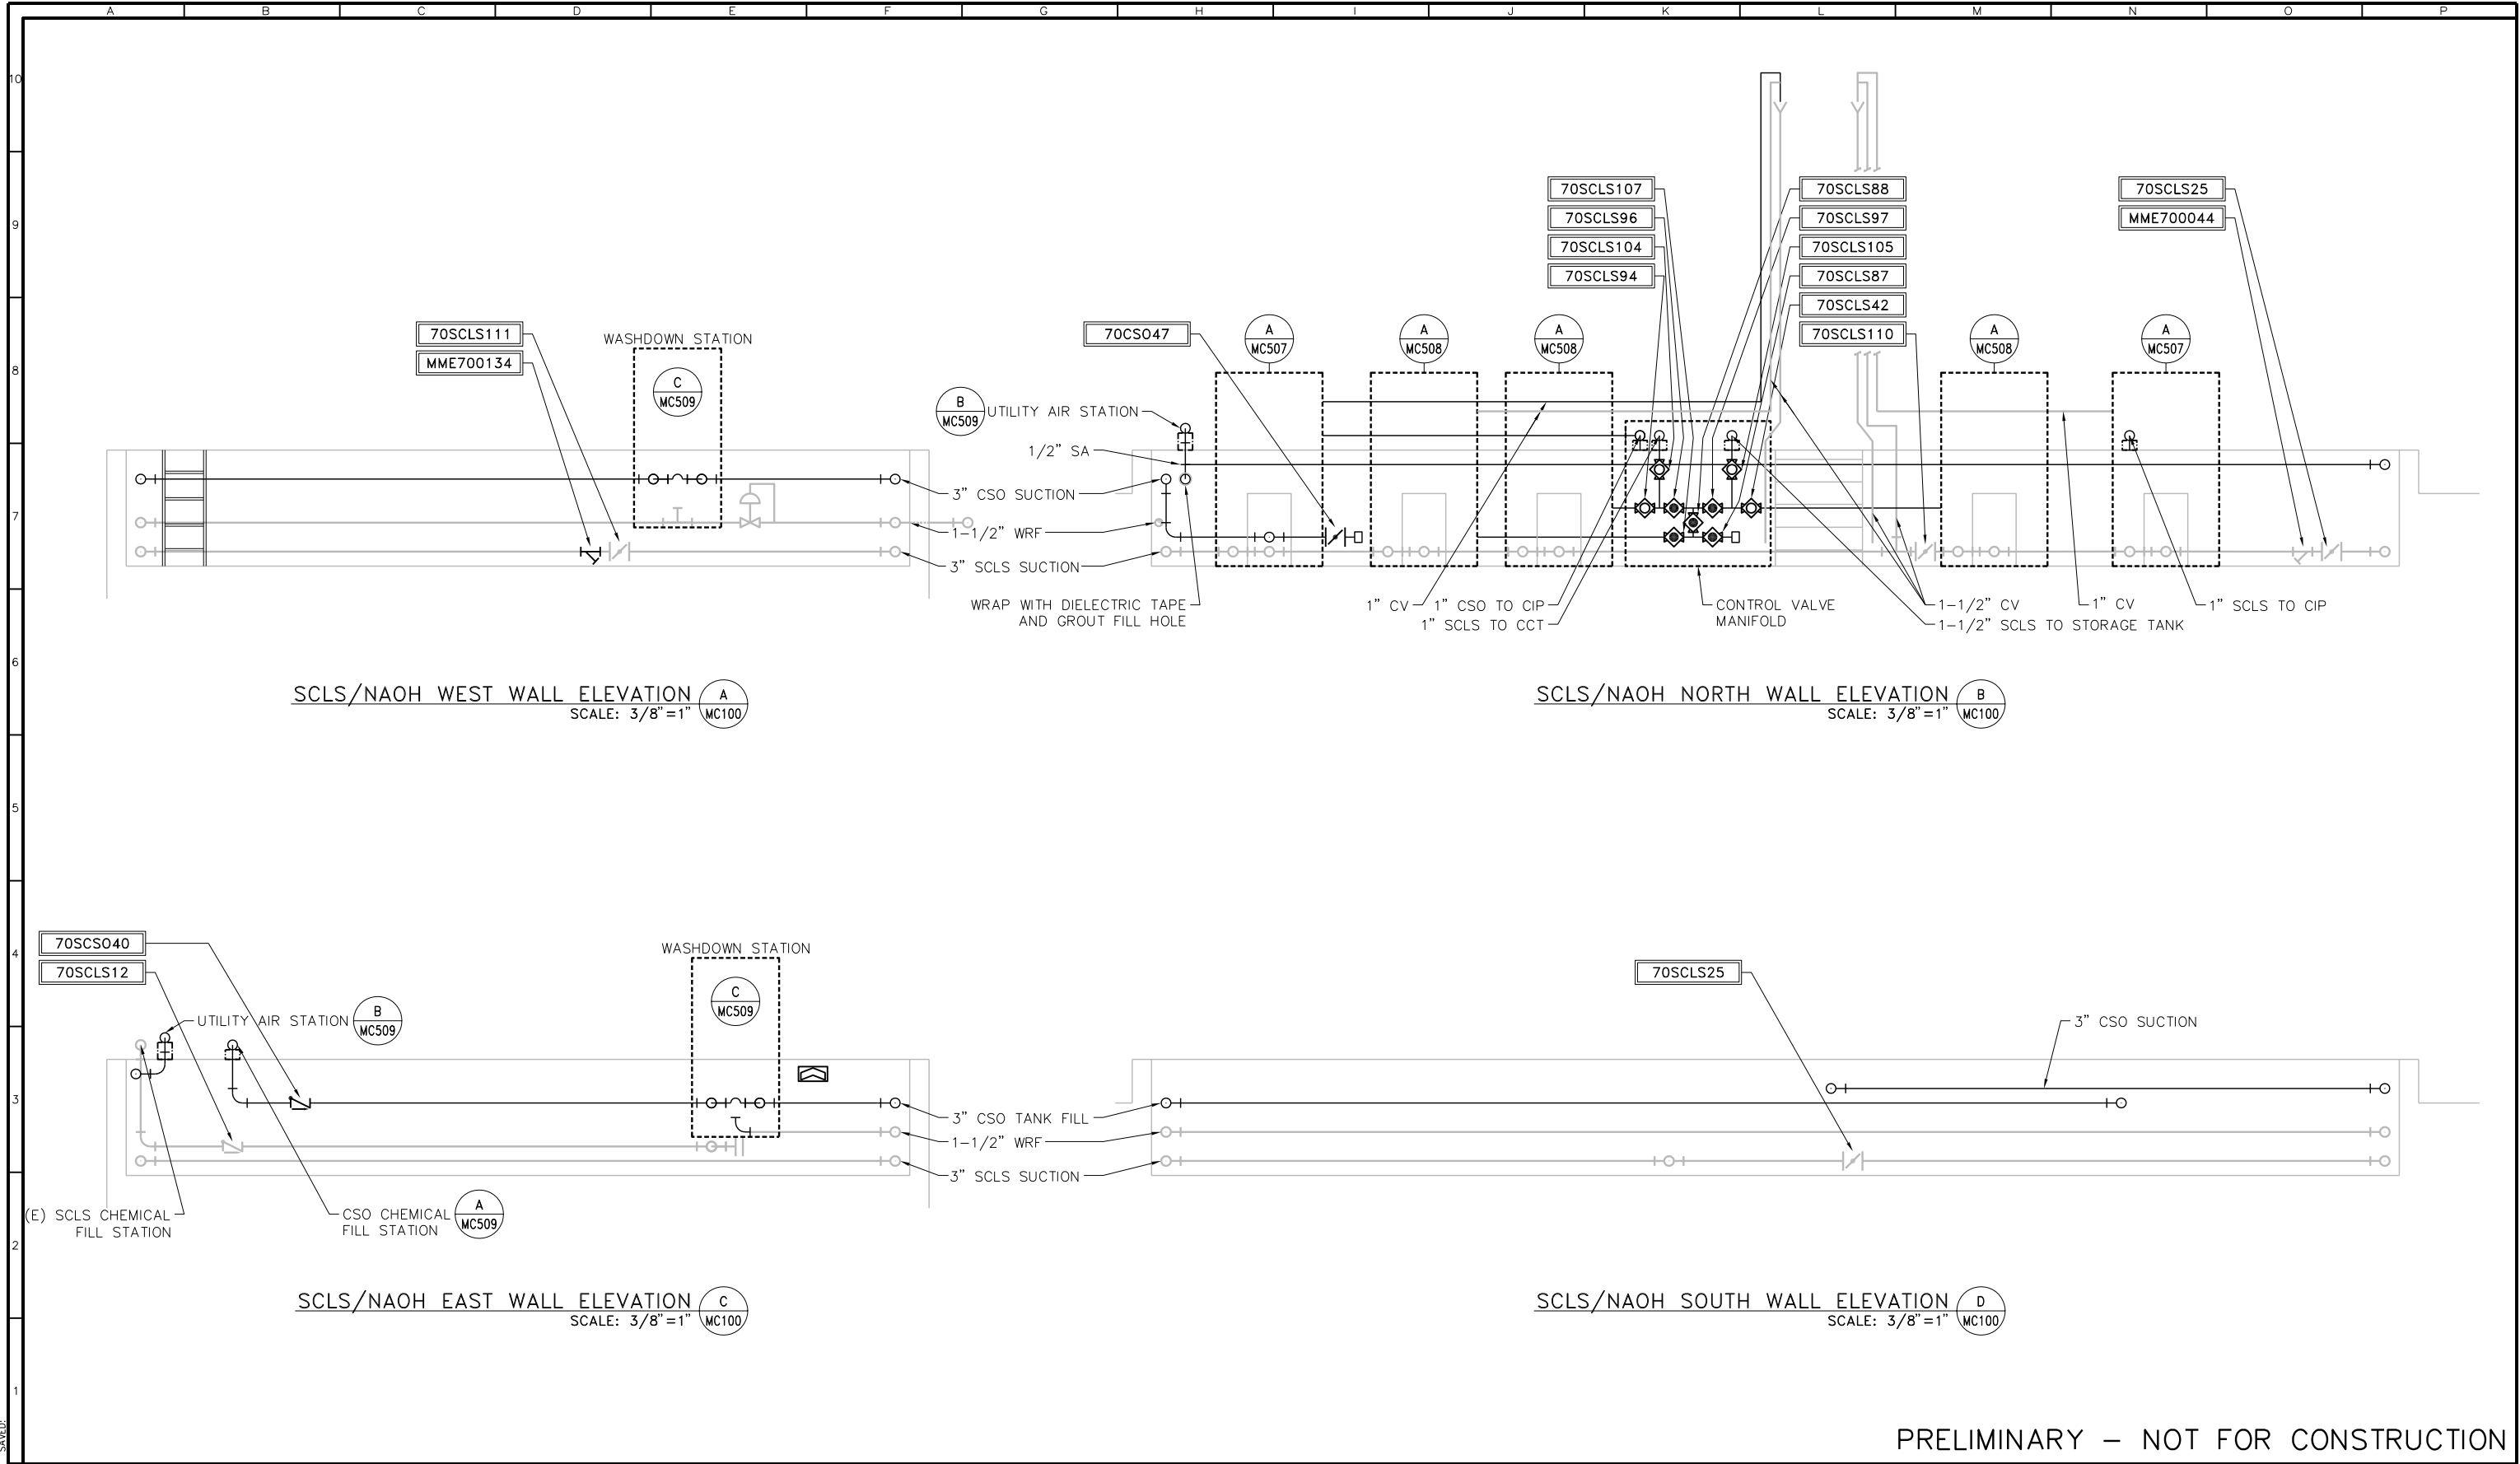 A B C D E F G H I J K L M N O P
10
9
8
7
6
5
4
3
2
1
70SCLS111
MME700134
WASHDOWN STATION
C
MC509
3" CSO SUCTION
1-1/2" WRF
3" SCLS SUCTION
SCLS/NAOH WEST WALL ELEVATION
SCALE: 3/8"=1"
A
MC100
70SCLS107
70SCLS96
70SCLS104
70SCLS94
70SCLS88
70SCLS97
70SCLS105
70SCLS87
70SCLS42
70SCLS110
70SCLS25
MME700044
70CSO47
A
MC507
A
MC508
A
MC508
A
MC508
A
MC507
B
MC509
UTILITY AIR STATION
1/2" SA
WRAP WITH DIELECTRIC TAPE
AND GROUT FILL HOLE
1" CV
1" CSO TO CIP
1" SCLS TO CCT
CONTROL VALVE
MANIFOLD
1-1/2" CV
1-1/2" SCLS TO STORAGE TANK
1" CV
1" SCLS TO CIP
SCLS/NAOH NORTH WALL ELEVATION
SCALE: 3/8"=1"
B
MC100
70SCSO40
70SCLS12
UTILITY AIR STATION
B
MC509
WASHDOWN STATION
C
MC509
3" CSO TANK FILL
1-1/2" WRF
3" SCLS SUCTION
(E) SCLS CHEMICAL
FILL STATION
CSO CHEMICAL
FILL STATION
A
MC509
SCLS/NAOH EAST WALL ELEVATION
SCALE: 3/8"=1"
C
MC100
70SCLS25
3" CSO SUCTION
SCLS/NAOH SOUTH WALL ELEVATION
SCALE: 3/8"=1"
D
MC100
PRELIMINARY – NOT FOR CONSTRUCTION
SAVED: